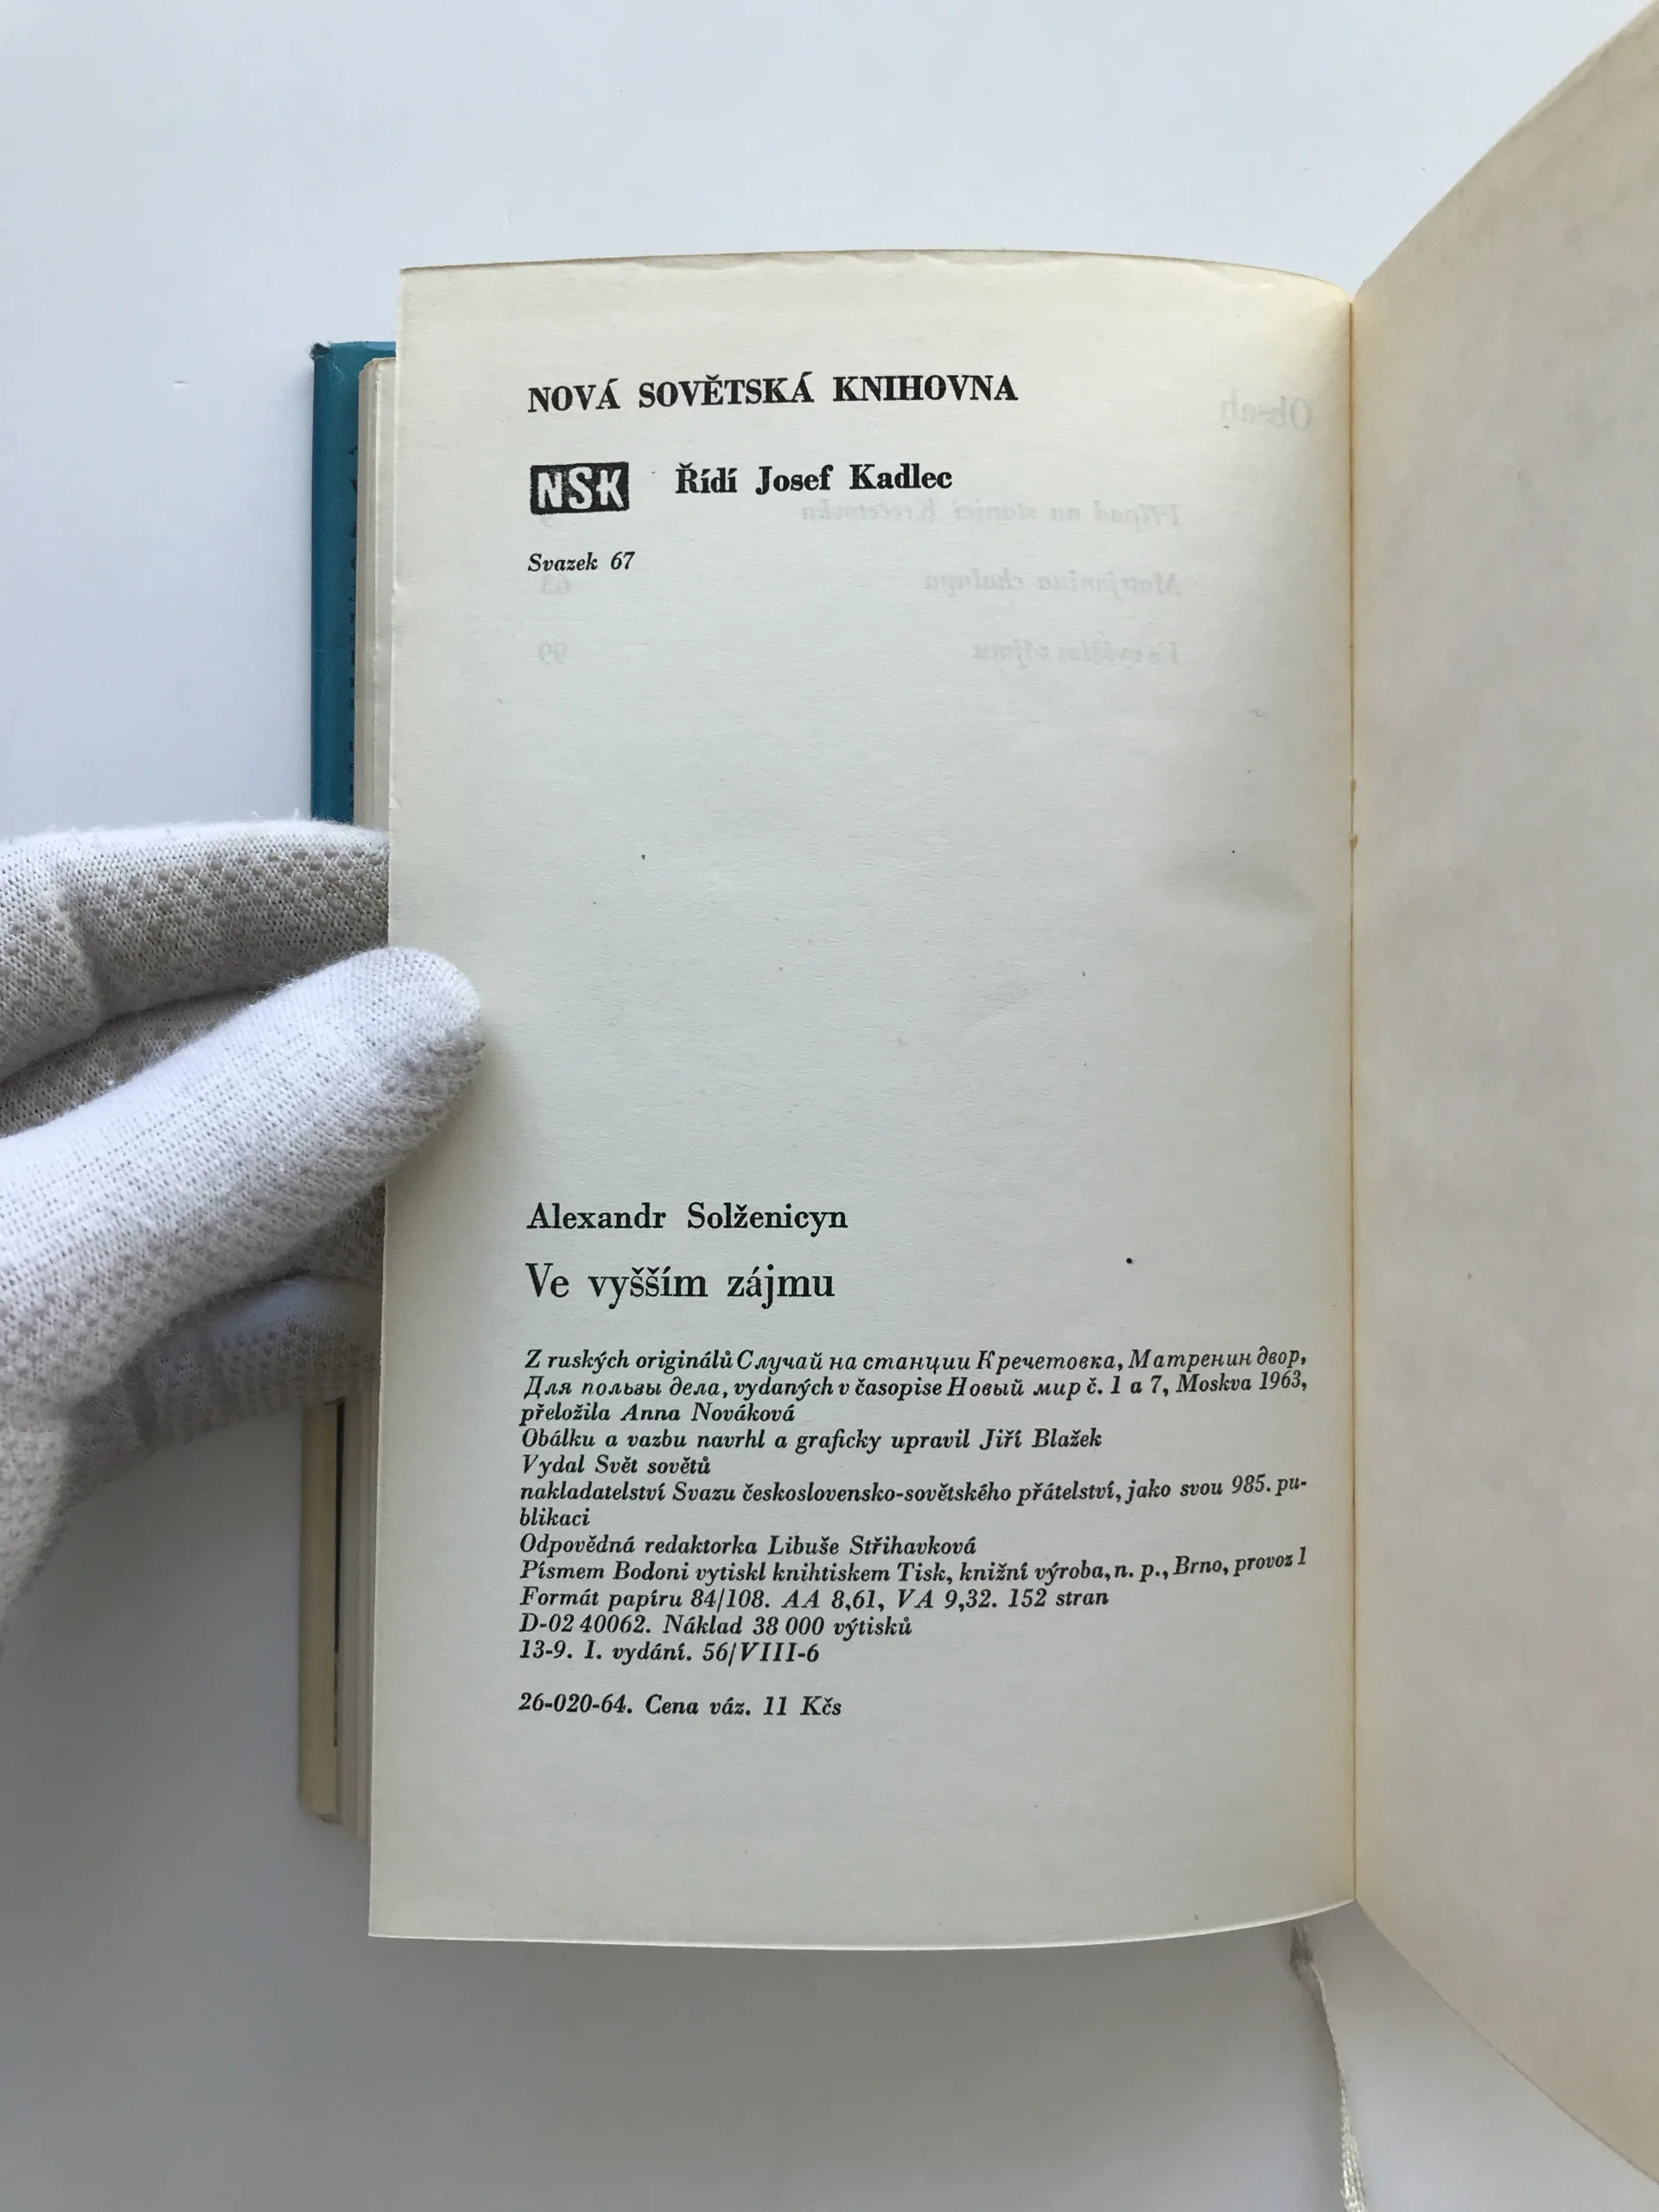 NOVÁ SOVĚTSKÁ KNIHOVNA
NSK Řídí Josef Kadlec
Svazek 67
Alexandr Solženicyn
Ve vyšším zájmu
Z ruských originálů Случай на станции Кречетовка, Матренин двор,
Для пользы дела, vydaných v časopise Новый мир č. 1 a 7, Moskva 1963,
přeložila Anna Nováková
Obálku a vazbu navrhl a graficky upravil Jiří Blažek
Vydal Svět sovětů
nakladatelství Svazu československo-sovětského přátelství, jako svou 985. pu-
blikaci
Odpovědná redaktorka Libuše Střihavková
Písmem Bodoni vytiskl knihtiskem Tisk, knižní výroba, n. p., Brno, provoz 1
Formát papíru 84/108. AA 8,61, VA 9,32. 152 stran
D-02 40062. Náklad 38 000 výtisků
13-9. I. vydání. 56/VIII-6
26-020-64. Cena váz. 11 Kčs